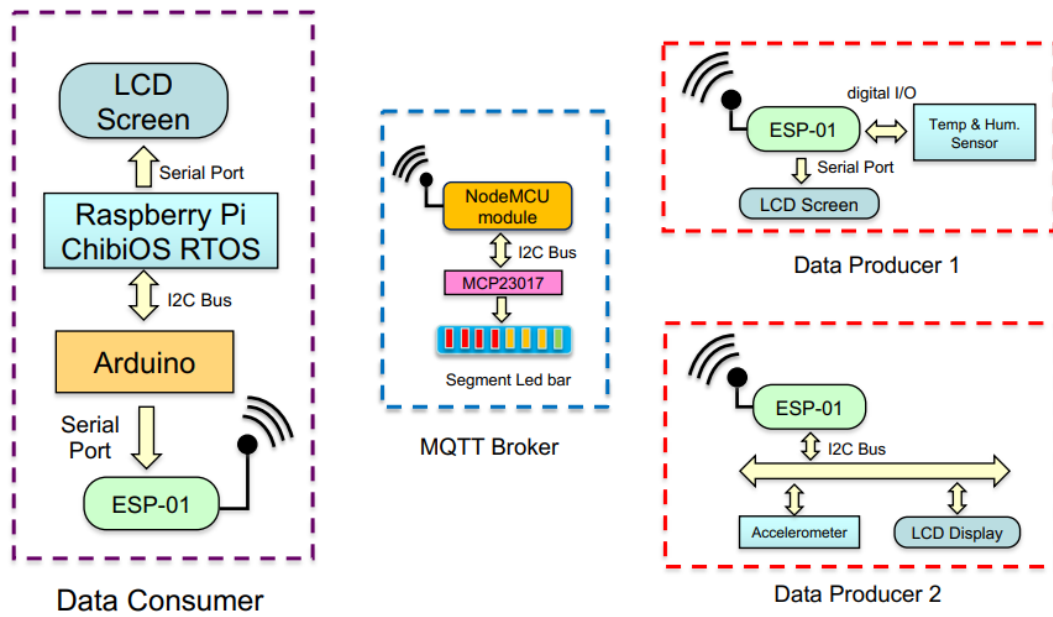 LCD
Screen
Serial Port
Raspberry Pi
ChibiOS RTOS
I2C Bus
Arduino
Serial
Port
ESP-01
Data Consumer
NodeMCU
module
I2C Bus
MCP23017
Segment Led bar
MQTT Broker
digital I/O
ESP-01
Temp & Hum.
Sensor
Serial Port
LCD Screen
Data Producer 1
ESP-01
I2C Bus
Accelerometer
LCD Display
Data Producer 2